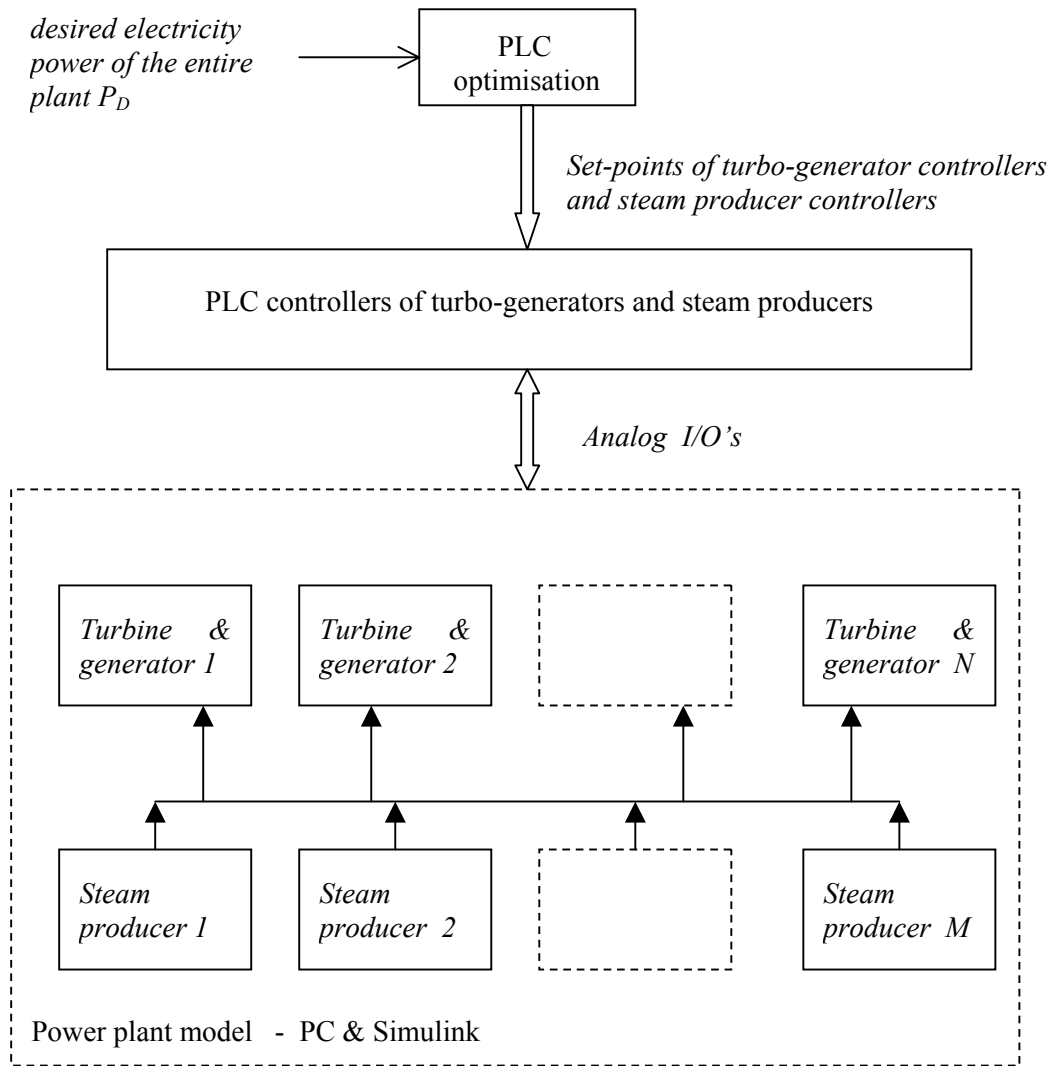 desired electricity
power of the entire
plant P_D
PLC
optimisation
Set-points of turbo-generator controllers
and steam producer controllers
PLC controllers of turbo-generators and steam producers
Analog I/O’s
Turbine &
generator 1
Turbine &
generator 2
Turbine &
generator N
Steam
producer 1
Steam
producer 2
Steam
producer M
Power plant model - PC & Simulink